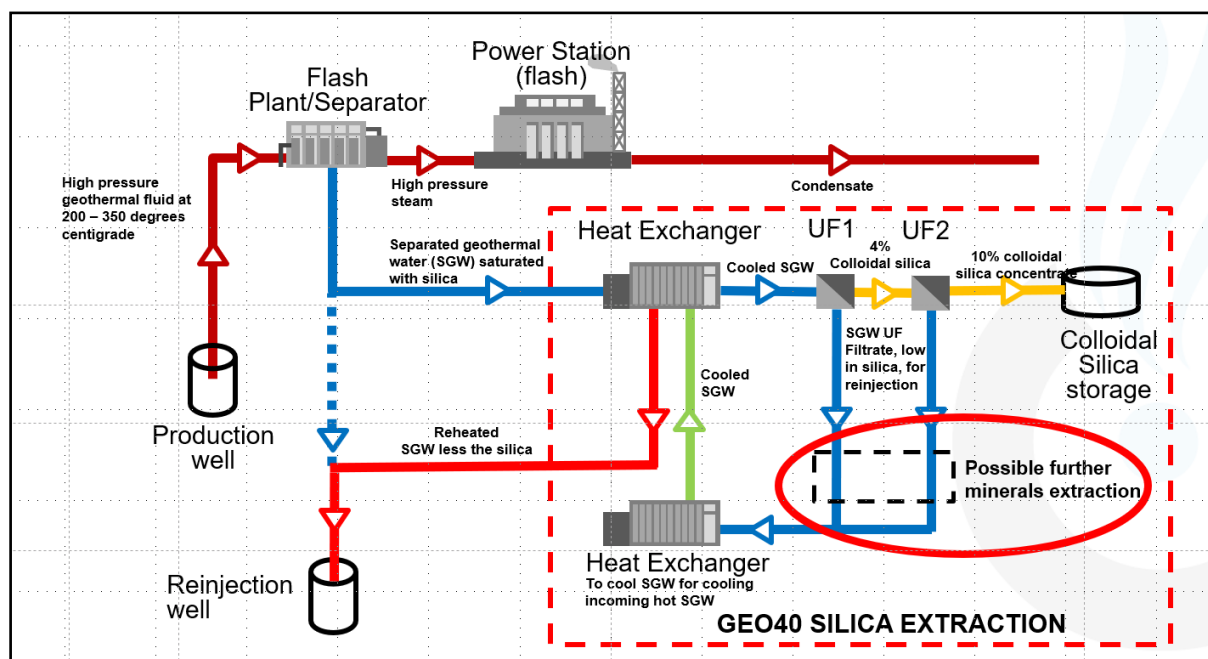 Power Station
(flash)
Flash
Plant/Separator
High pressure
geothermal fluid at
200 – 350 degrees
centigrade
High pressure
steam
Condensate
Separated geothermal
water (SGW) saturated
with silica
Heat Exchanger
Cooled SGW
UF1
4%
Colloidal silica
UF2
10% colloidal
silica concentrate
Colloidal
Silica
storage
SGW UF
Filtrate, low
in silica, for
reinjection
Cooled
SGW
Production
well
Reheated
SGW less the silica
Possible further
minerals extraction
Reinjection
well
Heat Exchanger
To cool SGW for cooling
incoming hot SGW
GEO40 SILICA EXTRACTION